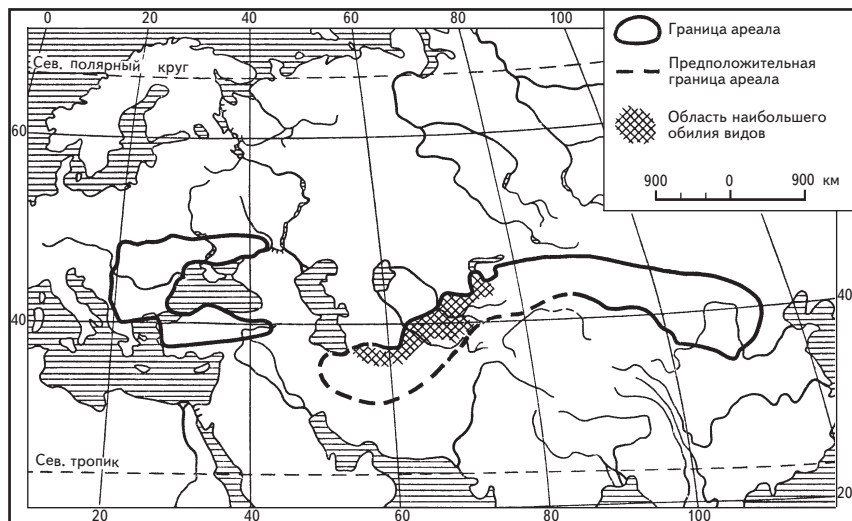 0 20 40 60 80 100
Сев. полярный круг
60
40
Сев. тропик
20 40 60 80 100
40
20
Граница ареала
Предположительная
граница ареала
Область наибольшего
обилия видов
900 0 900 км